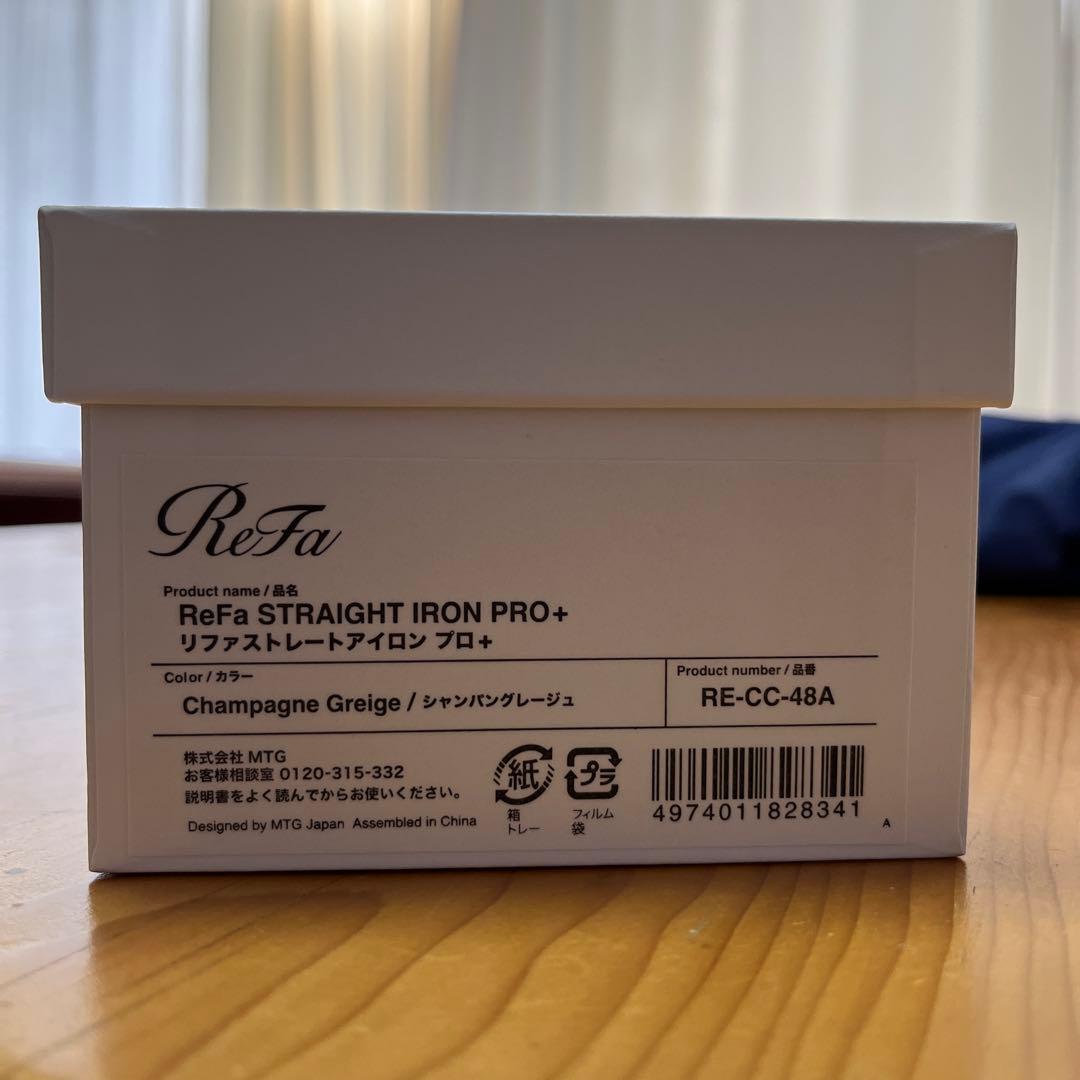 ReFa
Product name / 品名
ReFa STRAIGHT IRON PRO+
リファストレートアイロン プロ+
Color / カラー
Champagne Greige / シャンパングレージュ
Product number / 品番
RE-CC-48A
株式会社 MTG
お客様相談室 0120-315-332
説明書をよく読んでからお使いください。
Designed by MTG Japan Assembled in China
紙
箱
トレー
プラ
フィルム
袋
4974011828341
A